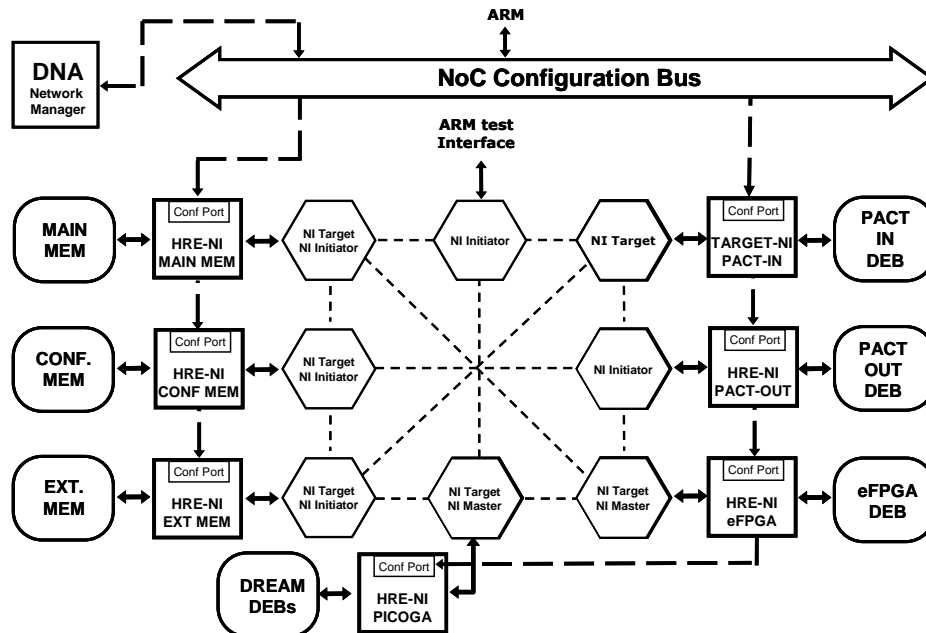 ARM
DNA
Network
Manager
NoC Configuration Bus
ARM test
Interface
MAIN
MEM
Conf Port
HRE-NI
MAIN MEM
NI Target
NI Initiator
NI Initiator
NI Target
Conf Port
TARGET-NI
PACT-IN
PACT
IN
DEB
CONF.
MEM
Conf Port
HRE-NI
CONF MEM
NI Target
NI Initiator
NI Initiator
Conf Port
HRE-NI
PACT-OUT
PACT
OUT
DEB
EXT.
MEM
Conf Port
HRE-NI
EXT MEM
NI Target
NI Initiator
NI Target
NI Master
NI Target
NI Master
Conf Port
HRE-NI
eFPGA
eFPGA
DEB
DREAM
DEBs
Conf Port
HRE-NI
PICOGA